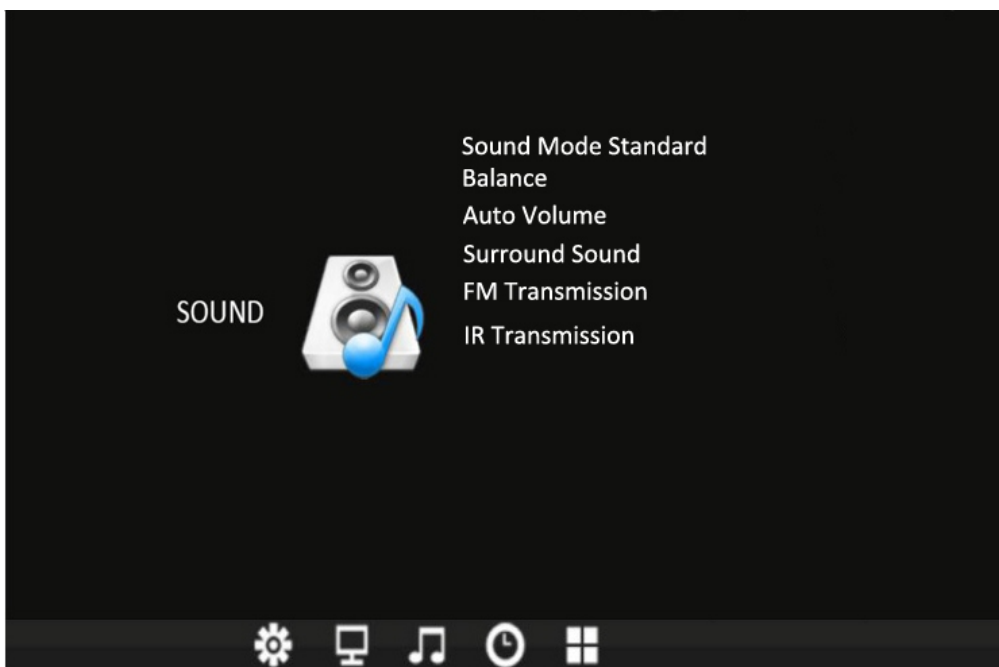 SOUND
Sound Mode Standard
Balance
Auto Volume
Surround Sound
FM Transmission
IR Transmission